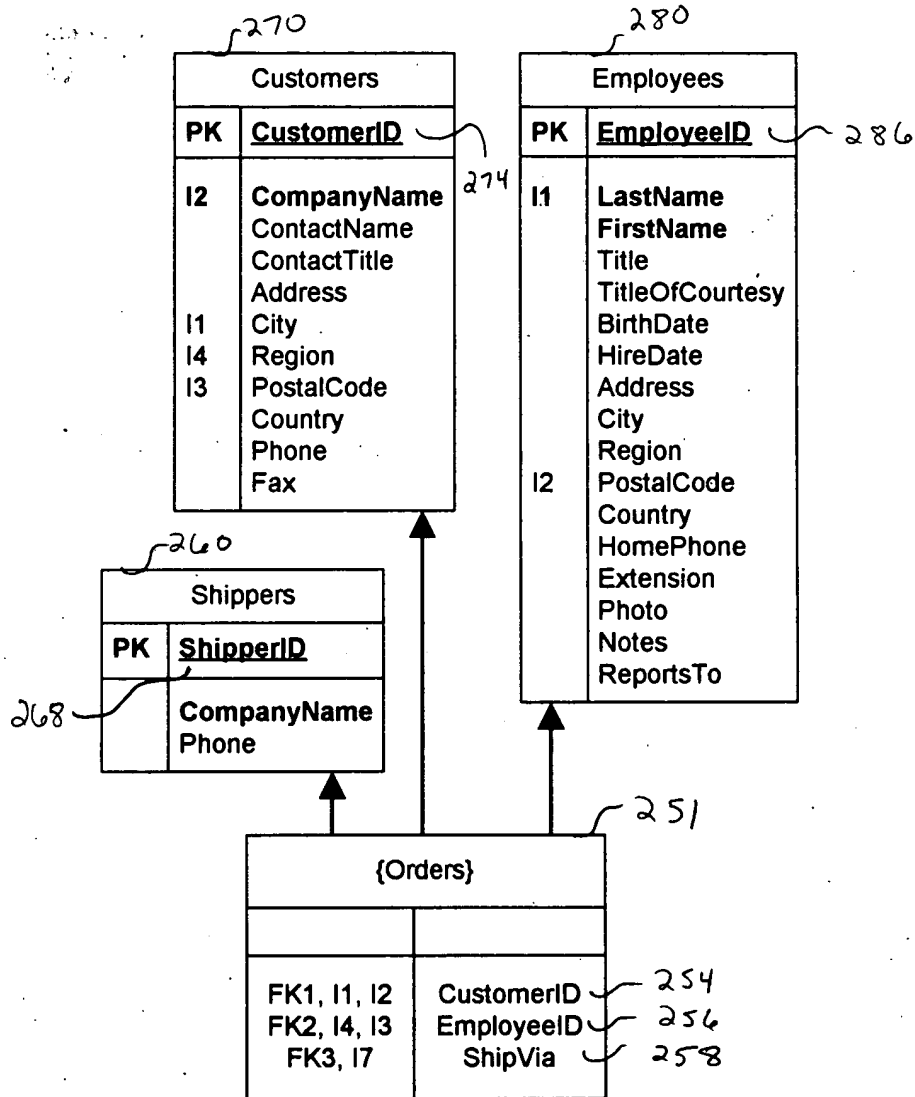 270
280
Customers
PK CustomerID
274
I2 CompanyName
ContactName
ContactTitle
Address
I1 City
I4 Region
I3 PostalCode
Country
Phone
Fax
Employees
PK EmployeeID
286
I1 LastName
FirstName
Title
TitleOfCourtesy
BirthDate
HireDate
Address
City
Region
I2 PostalCode
Country
HomePhone
Extension
Photo
Notes
ReportsTo
260
Shippers
PK ShipperID
268
CompanyName
Phone
251
{Orders}
FK1, I1, I2 CustomerID 254
FK2, I4, I3 EmployeeID 256
FK3, I7 ShipVia 258